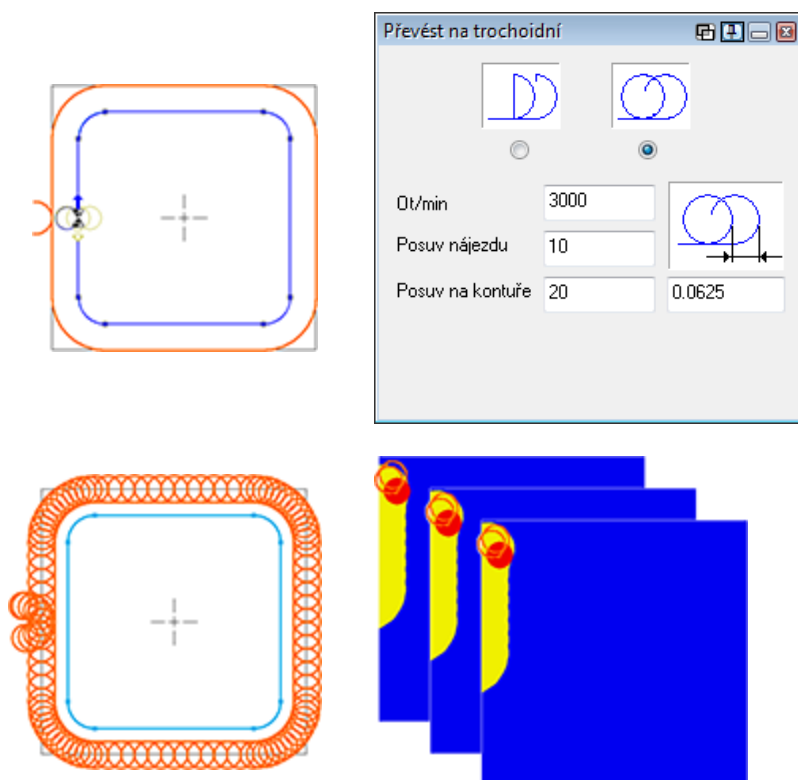 Převést na trochoidní
Ot/min 3000
Posuv nájezdu 10
Posuv na kontuře 20 0.0625